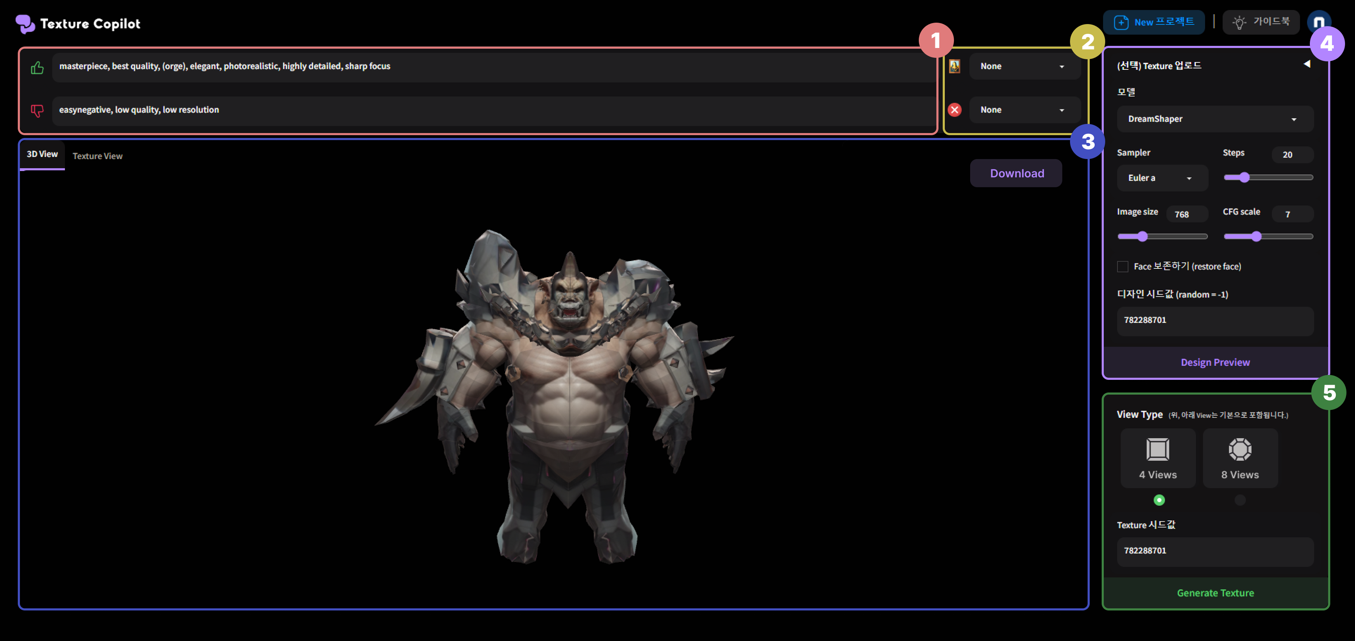 Texture Copilot
New 프로젝트
가이드북
1
2
4
masterpiece, best quality, (orge), elegant, photorealistic, highly detailed, sharp focus
None
easynegative, low quality, low resolution
None
3
3D View
Texture View
Download
(선택) Texture 업로드
모델
DreamShaper
Sampler
Steps
20
Euler a
Image size
768
CFG scale
7
Face 보존하기 (restore face)
디자인 시드값 (random = -1)
782288701
Design Preview
5
View Type (위, 아래 View는 기본으로 포함됩니다.)
4 Views
8 Views
Texture 시드값
782288701
Generate Texture